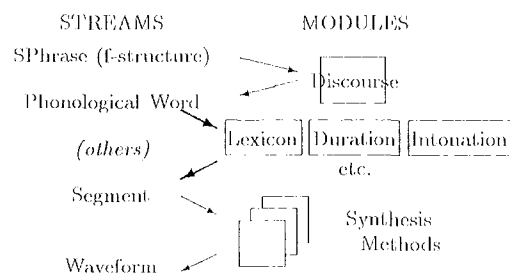 STREAMS MODULES
SPhrase (f-structure)
Discourse
Phonological Word
Lexicon Duration Intonation
(others)
etc.
Segment
Synthesis
Methods
Waveform